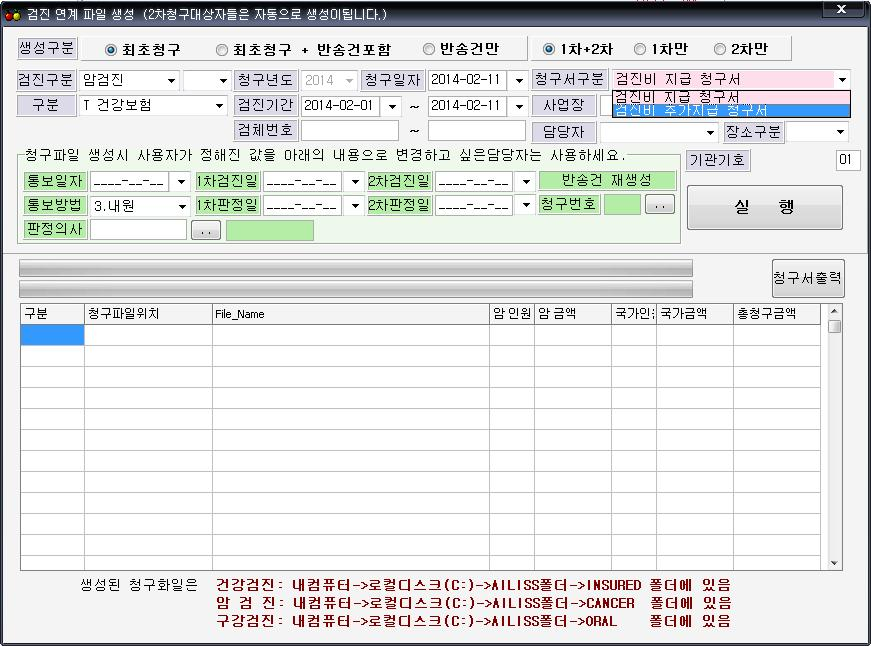 검진 연계 파일 생성 (2차청구대상자들은 자동으로 생성이됩니다.)
생성구분 최초청구 최초청구 + 반송건포함 반송건만 1차+2차 1차만 2차만
검진구분 암검진 청구년도 2014 청구일자 2014-02-11 청구서구분 검진비 지급 청구서
구분 T 건강보험 검진기간 2014-02-01 ~ 2014-02-11 사업장 검진비 지급 청구서
검진비 추가지급 청구서
검체번호 ~ 담당자 장소구분
청구파일 생성시 사용자가 정해진 값을 아래의 내용으로 변경하고 싶은담당자는 사용하세요. 기관기호 01
통보일자 ____-__-__ 1차검진일 ____-__-__ 2차검진일 ____-__-__ 반송건 재생성
통보방법 3.내원 1차판정일 ____-__-__ 2차판정일 ____-__-__ 청구번호 .. 실 행
판정의사 ..
청구서출력
구분 청구파일위치 File_Name 암 인원 암 금액 국가인 국가금액 총청구금액
생성된 청구화일은 건강검진: 내컴퓨터->로컬디스크(C:)->AILISS폴더->INSURED 폴더에 있음
암 검 진: 내컴퓨터->로컬디스크(C:)->AILISS폴더->CANCER 폴더에 있음
구강검진: 내컴퓨터->로컬디스크(C:)->AILISS폴더->ORAL 폴더에 있음